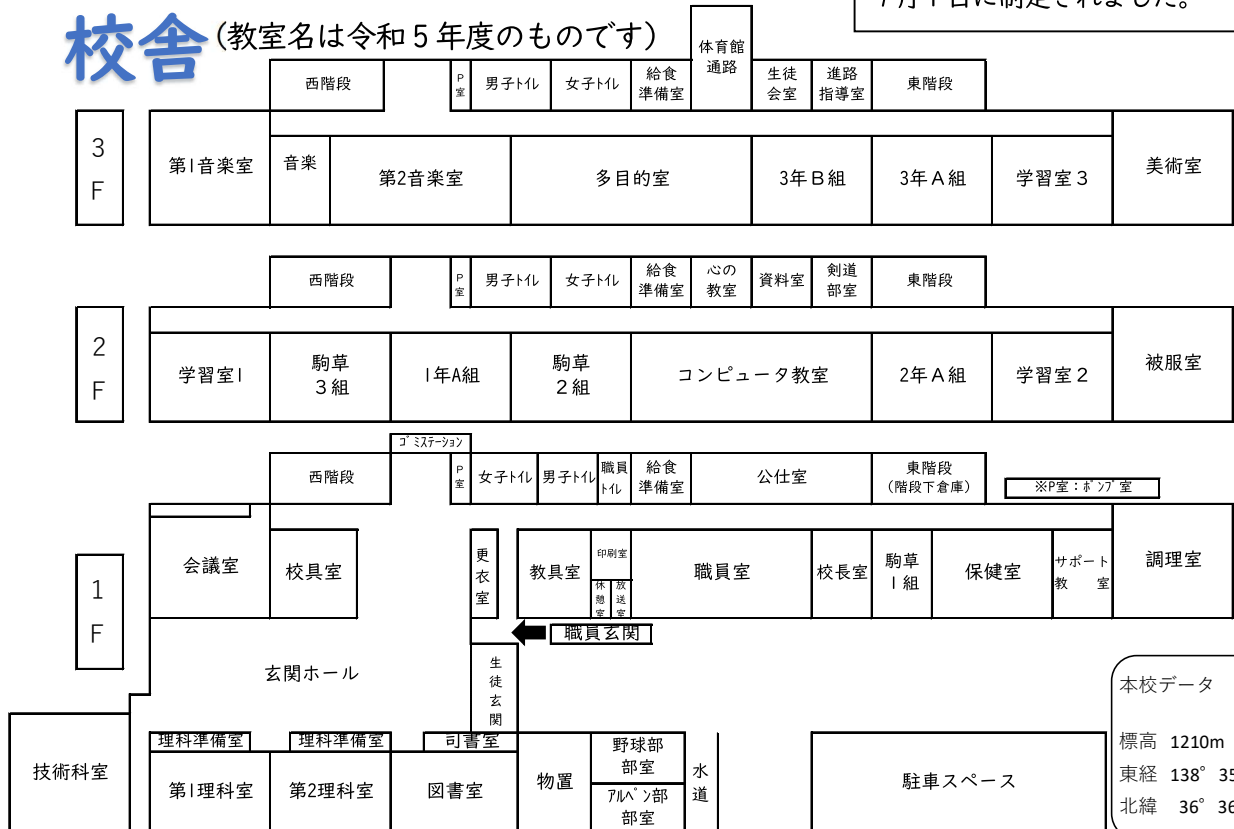 7月1日に制定されました。
校舎(教室名は令和5年度のものです)
体育館
通路
西階段
P
室
男子トイレ
女子トイレ
給食
準備室
生徒
会室
進路
指導室
東階段
3
F
第1音楽室
音楽
第2音楽室
多目的室
3年B組
3年A組
学習室3
美術室
西階段
P
室
男子トイレ
女子トイレ
給食
準備室
心の
教室
資料室
剣道
部室
東階段
2
F
学習室1
駒草
3組
1年A組
駒草
2組
コンピュータ教室
2年A組
学習室2
被服室
ゴミステーション
西階段
P
室
女子トイレ
男子トイレ
職員
トイレ
給食
準備室
公仕室
東階段
(階段下倉庫)
※P室:ポンプ室
1
F
会議室
校具室
更
衣
室
教具室
印刷室
休
憩
室
放
送
室
職員室
校長室
駒草
1組
保健室
サポート
教 室
調理室
職員玄関
玄関ホール
生
徒
玄
関
技術科室
理科準備室
理科準備室
司書室
第1理科室
第2理科室
図書室
物置
野球部
部室
アルペン部
部室
水
道
駐車スペース
本校データ
標高 1210m
東経 138° 35
北緯 36° 36